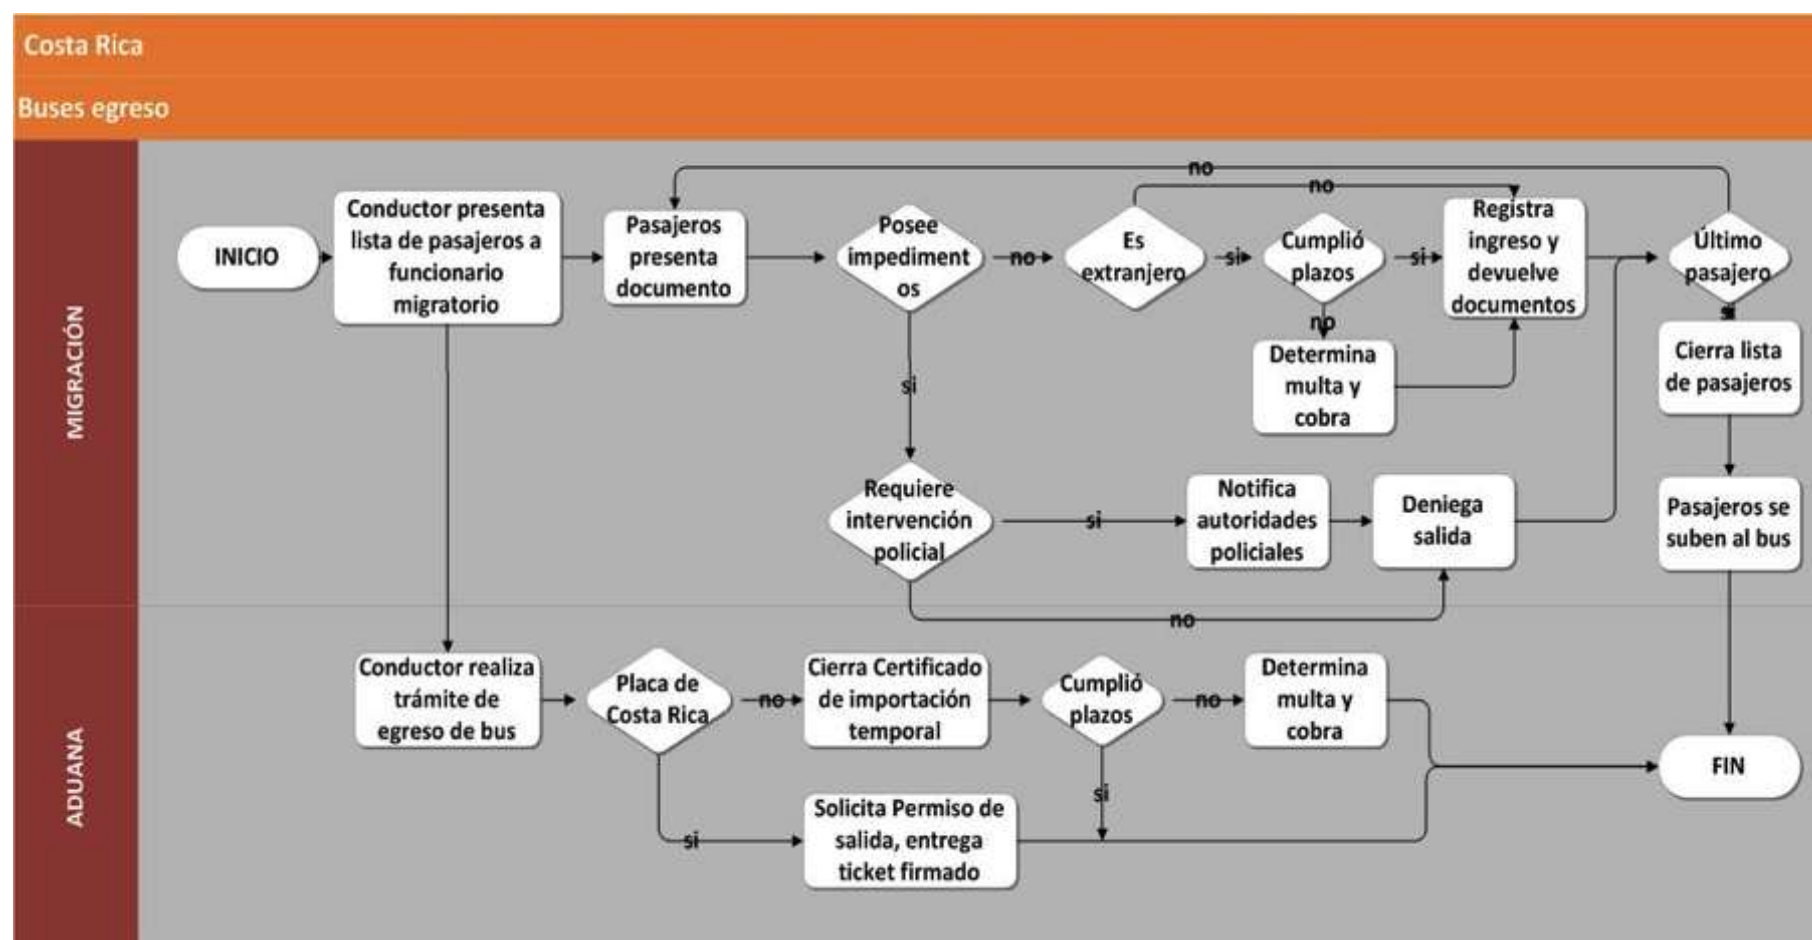 Costa Rica
Buses egreso
MIGRACIÓN
INICIO
Conductor presenta
lista de pasajeros a
funcionario
migratorio
Pasajeros
presenta
documento
Posee
impediment
os
no
Es
extranjero
si
Cumplió
plazos
si
Registra
ingreso y
devuelve
documentos
Último
pasajero
no
no
no
Determina
multa y
cobra
si
Cierra lista
de pasajeros
si
Requiere
intervención
policial
si
Notifica
autoridades
policiales
Deniega
salida
Pasajeros se
suben al bus
no
ADUANA
Conductor realiza
trámite de
egreso de bus
Placa de
Costa Rica
no
Cierra Certificado
de importación
temporal
Cumplió
plazos
no
Determina
multa y
cobra
FIN
si
si
Solicita Permiso de
salida, entrega
ticket firmado